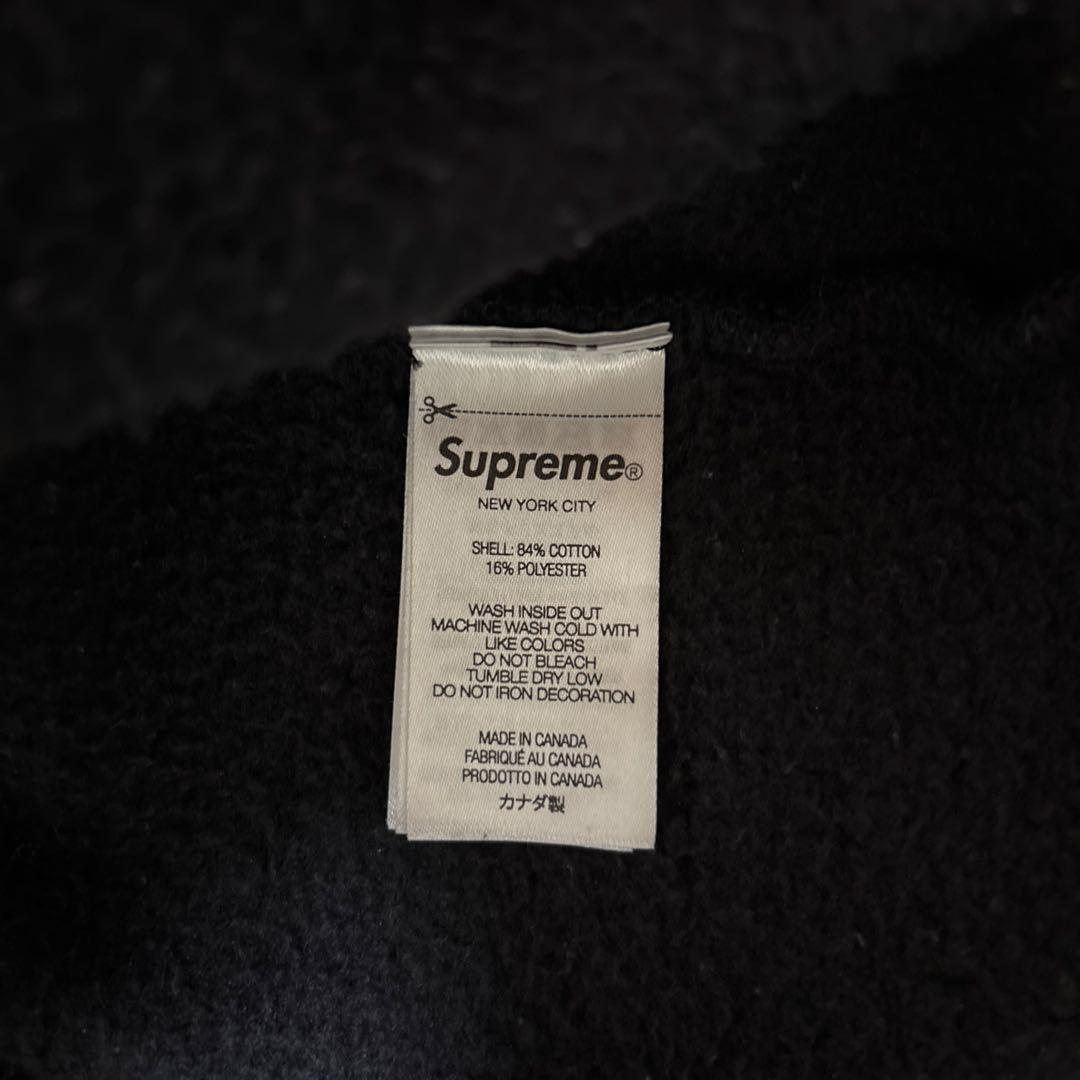 Supreme®
NEW YORK CITY
SHELL: 84% COTTON
16% POLYESTER
WASH INSIDE OUT
MACHINE WASH COLD WITH
LIKE COLORS
DO NOT BLEACH
TUMBLE DRY LOW
DO NOT IRON DECORATION
MADE IN CANADA
FABRIQUÉ AU CANADA
PRODOTTO IN CANADA
カナダ製